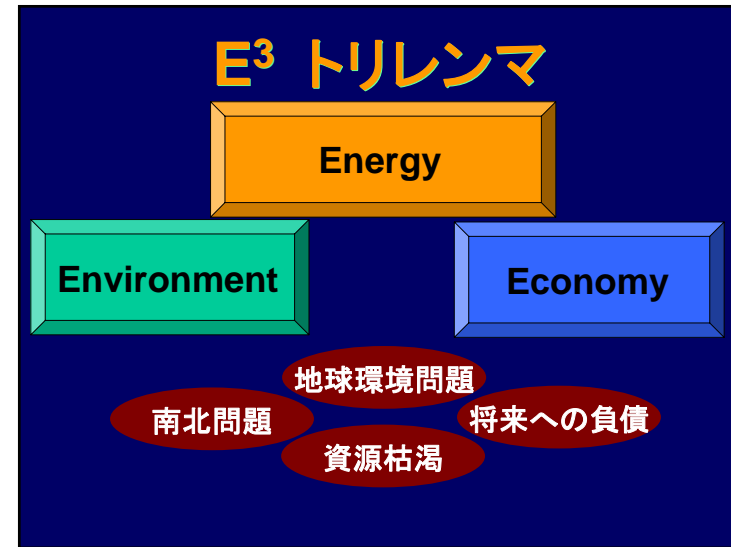 E³ トリレンマ
Energy
Environment
Economy
地球環境問題
南北問題
将来への負債
資源枯渇